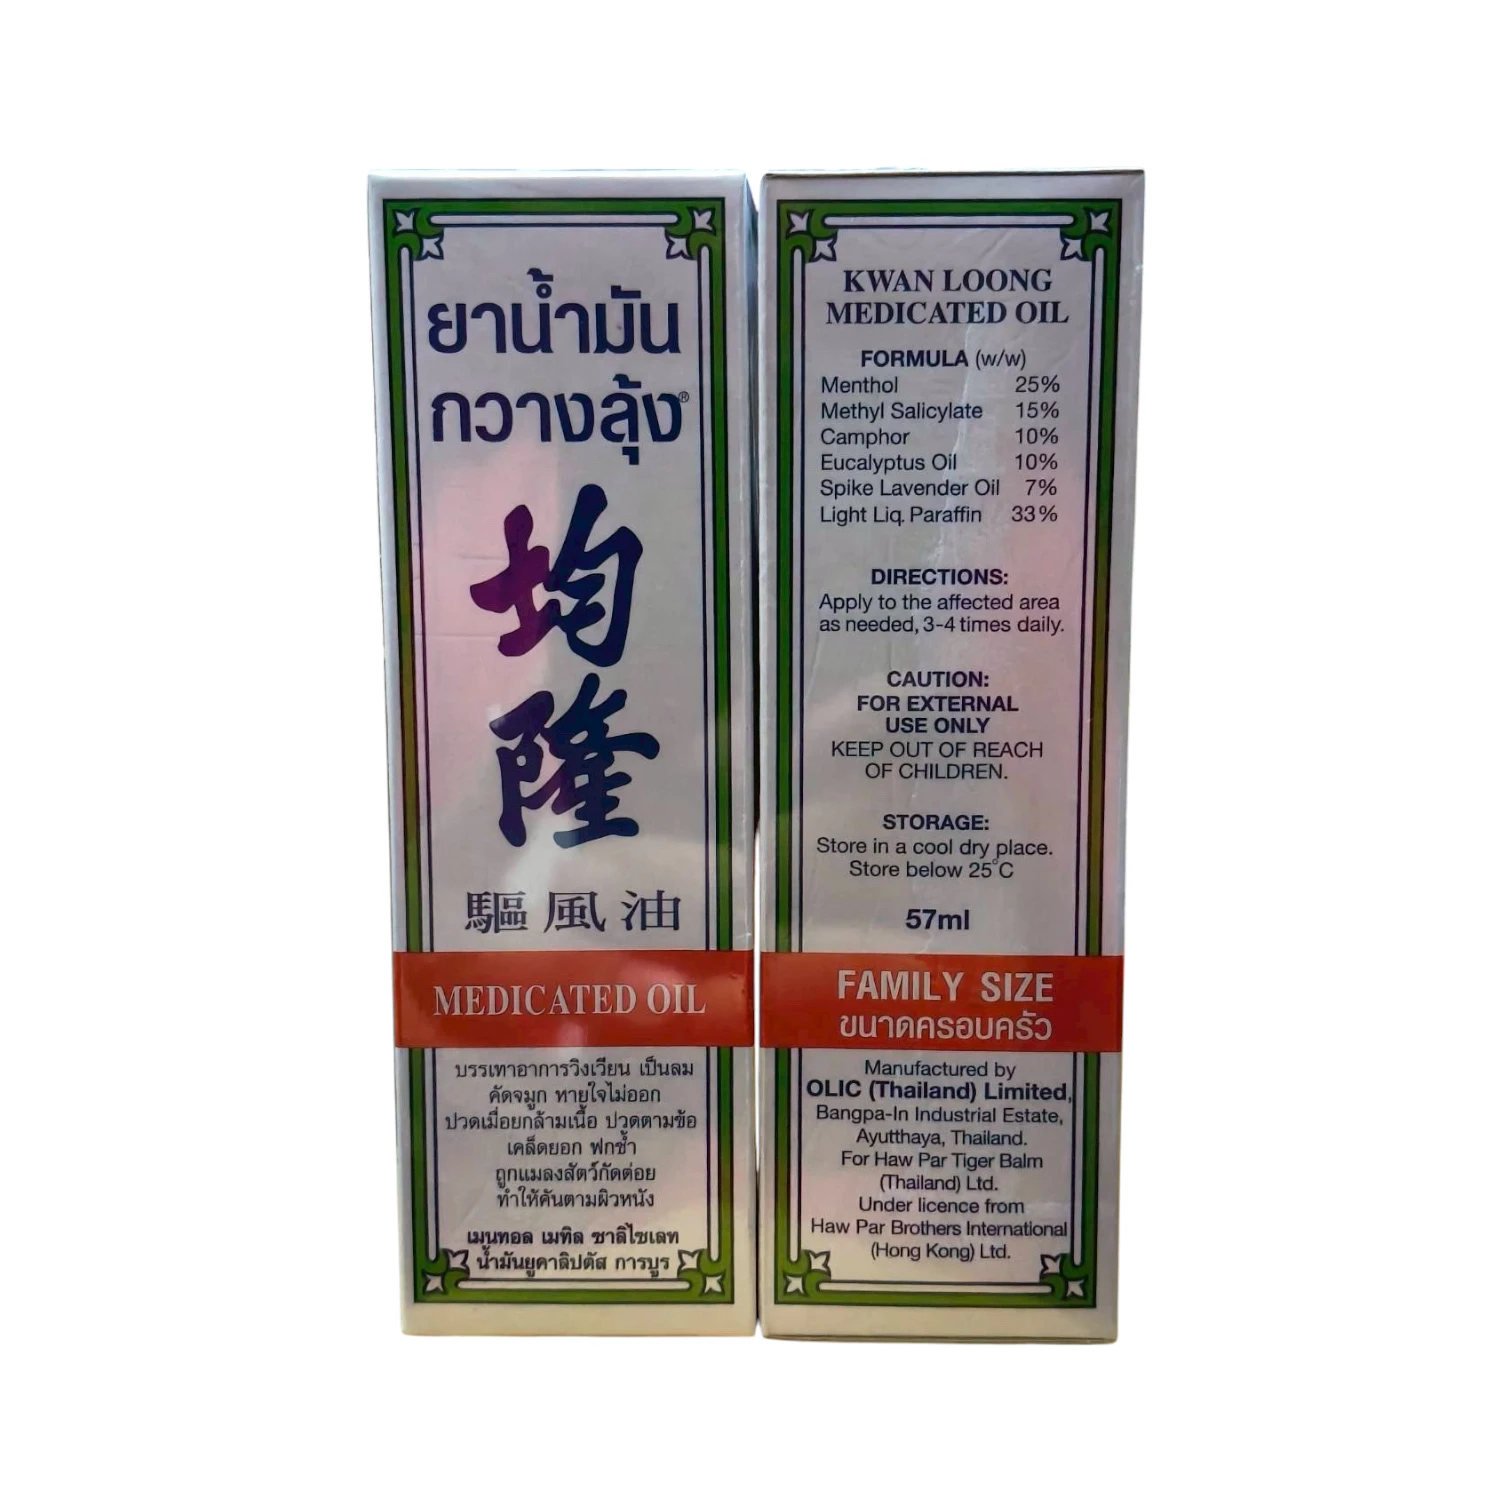 ยาน้ำมัน
กวางลุ้ง®
均
隆
驅風油
MEDICATED OIL
บรรเทาอาการวิงเวียน เป็นลม
คัดจมูก หายใจไม่ออก
ปวดเมื่อยกล้ามเนื้อ ปวดตามข้อ
เคล็ดยอก ฟกช้ำ
ถูกแมลงสัตว์กัดต่อย
ทำให้คันตามผิวหนัง
เมนทอล เมทิล ซาลิไซเลท
น้ำมันยูคาลิปตัส การบูร
KWAN LOONG
MEDICATED OIL
FORMULA (w/w)
Menthol 25%
Methyl Salicylate 15%
Camphor 10%
Eucalyptus Oil 10%
Spike Lavender Oil 7%
Light Liq. Paraffin 33%
DIRECTIONS:
Apply to the affected area
as needed, 3-4 times daily.
CAUTION:
FOR EXTERNAL
USE ONLY
KEEP OUT OF REACH
OF CHILDREN.
STORAGE:
Store in a cool dry place.
Store below 25°C
57ml
FAMILY SIZE
ขนาดครอบครัว
Manufactured by
OLIC (Thailand) Limited,
Bangpa-In Industrial Estate,
Ayutthaya, Thailand.
For Haw Par Tiger Balm
(Thailand) Ltd.
Under licence from
Haw Par Brothers International
(Hong Kong) Ltd.